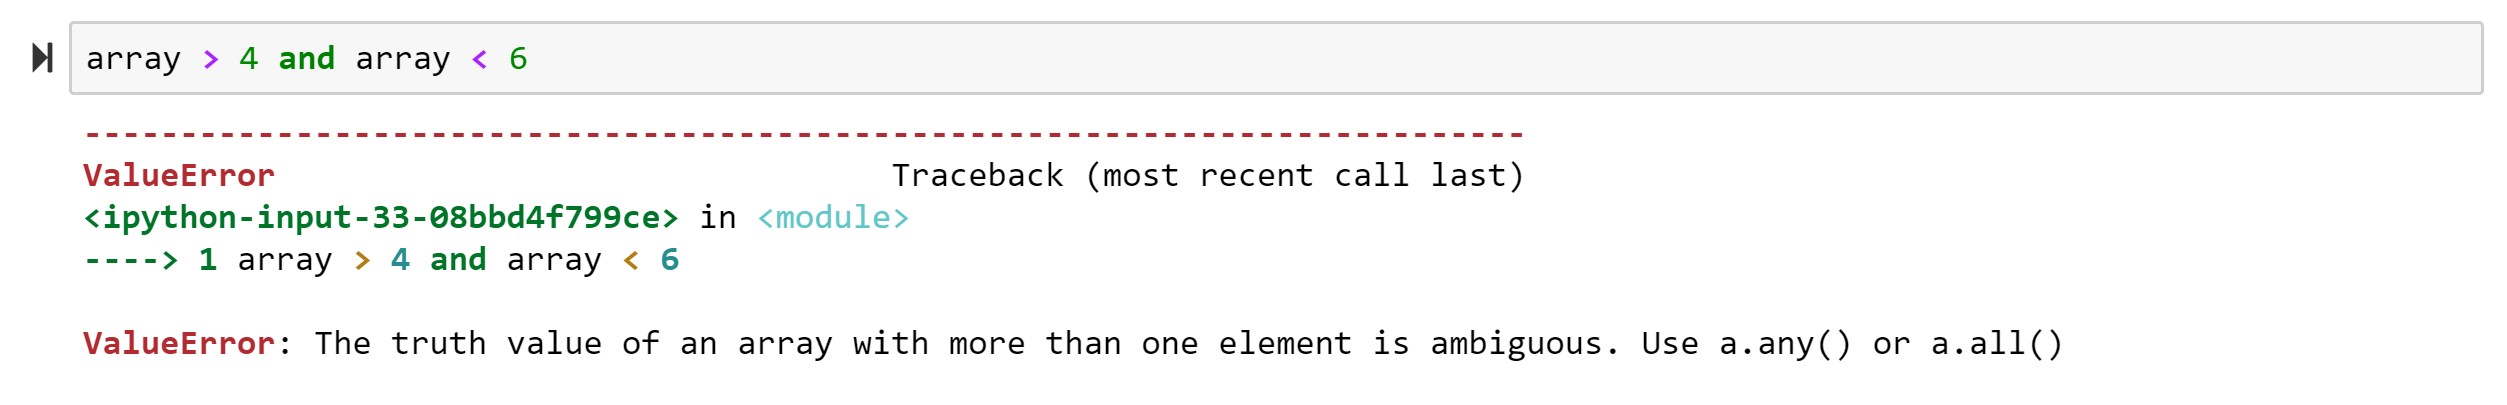 array > 4 and array < 6
---------------------------------------------------------------------------
ValueError                                Traceback (most recent call last)
<ipython-input-33-08bbd4f799ce> in <module>
----> 1 array > 4 and array < 6
ValueError: The truth value of an array with more than one element is ambiguous. Use a.any() or a.all()